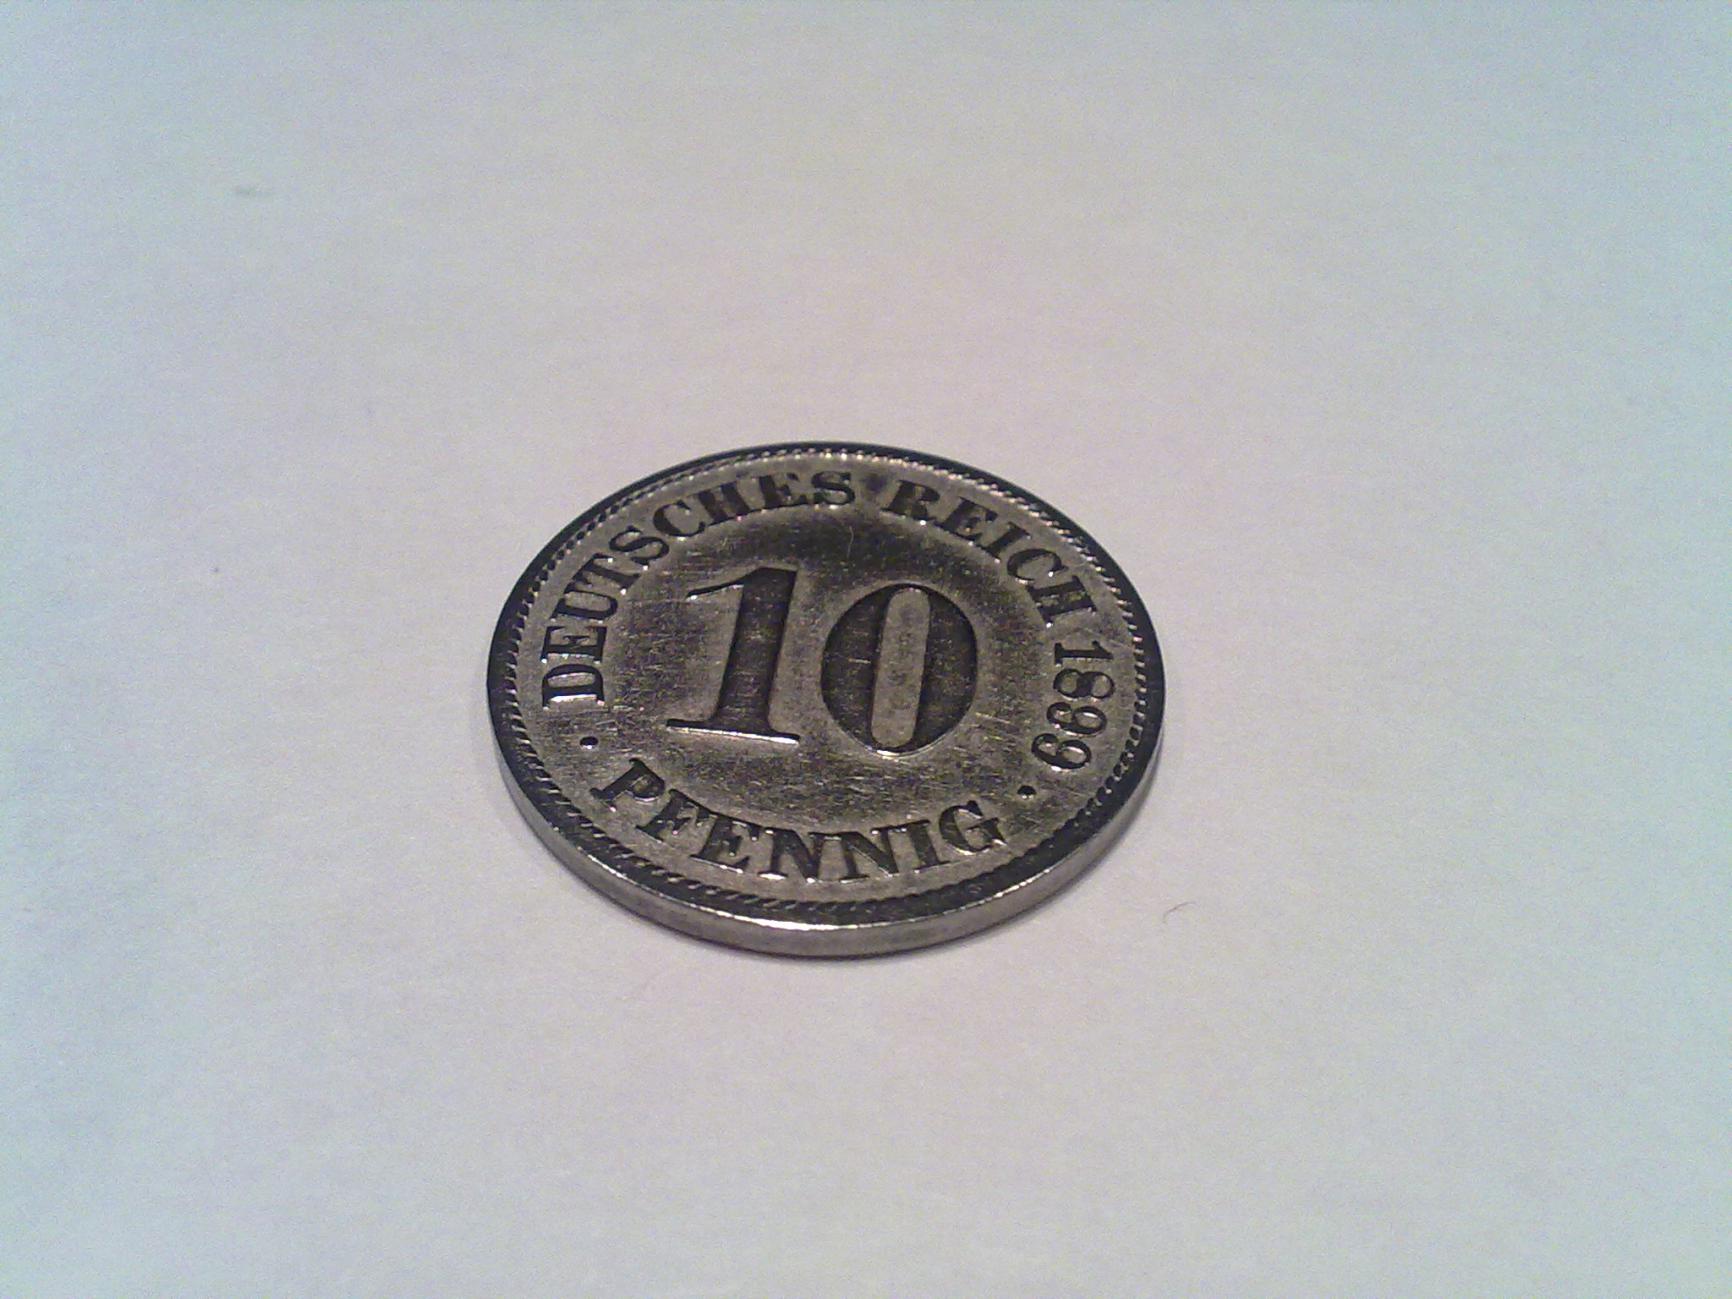 DEUTSCHES REICH 1899
10
· PFENNIG ·